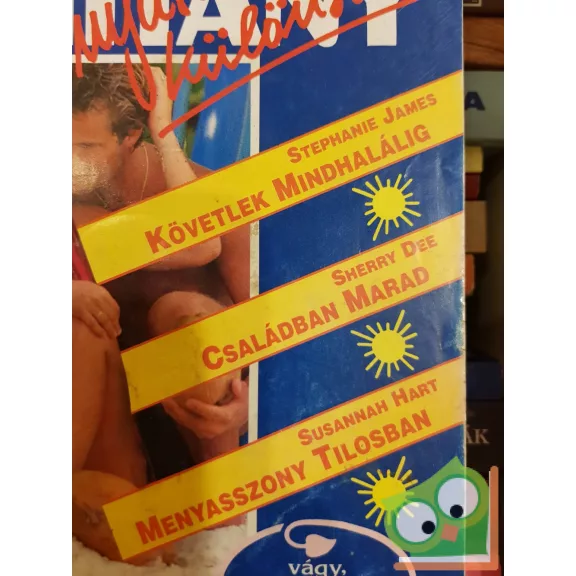 STEPHANIE JAMES
KÖVETLEK MINDHALÁLIG
SHERRY DEE
CSALÁDBAN MARAD
SUSANNAH HART
MENYASSZONY TILOSBAN
vágy,